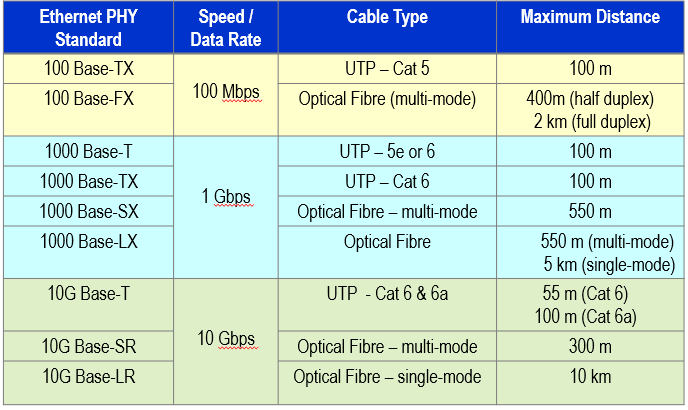 Ethernet PHY Standard
Speed / Data Rate
Cable Type
Maximum Distance
100 Base-TX
100 Mbps
UTP – Cat 5
100 m
100 Base-FX
Optical Fibre (multi-mode)
400m (half duplex)
2 km (full duplex)
1000 Base-T
1 Gbps
UTP – 5e or 6
100 m
1000 Base-TX
UTP – Cat 6
100 m
1000 Base-SX
Optical Fibre – multi-mode
550 m
1000 Base-LX
Optical Fibre
550 m (multi-mode)
5 km (single-mode)
10G Base-T
10 Gbps
UTP - Cat 6 & 6a
55 m (Cat 6)
100 m (Cat 6a)
10G Base-SR
Optical Fibre – multi-mode
300 m
10G Base-LR
Optical Fibre – single-mode
10 km